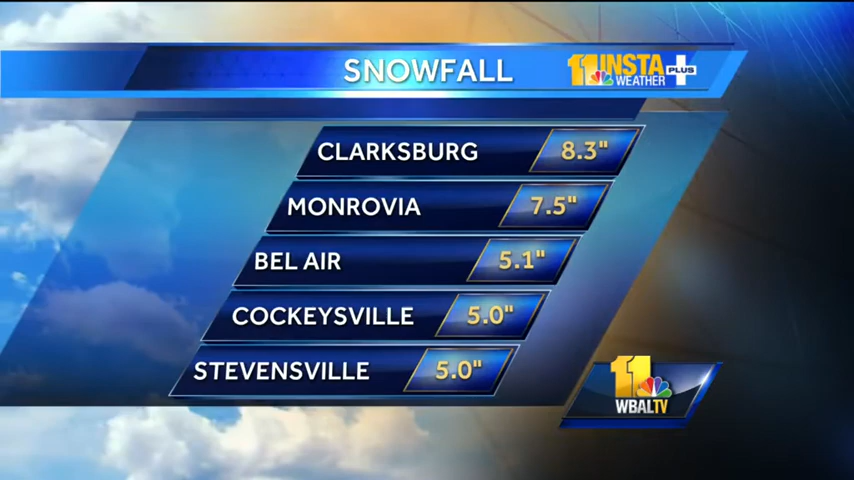 SNOWFALL
11 INSTA
WEATHER PLUS
CLARKSBURG 8.3"
MONROVIA 7.5"
BEL AIR 5.1"
COCKEYSVILLE 5.0"
STEVENSVILLE 5.0"
11
WBALTV